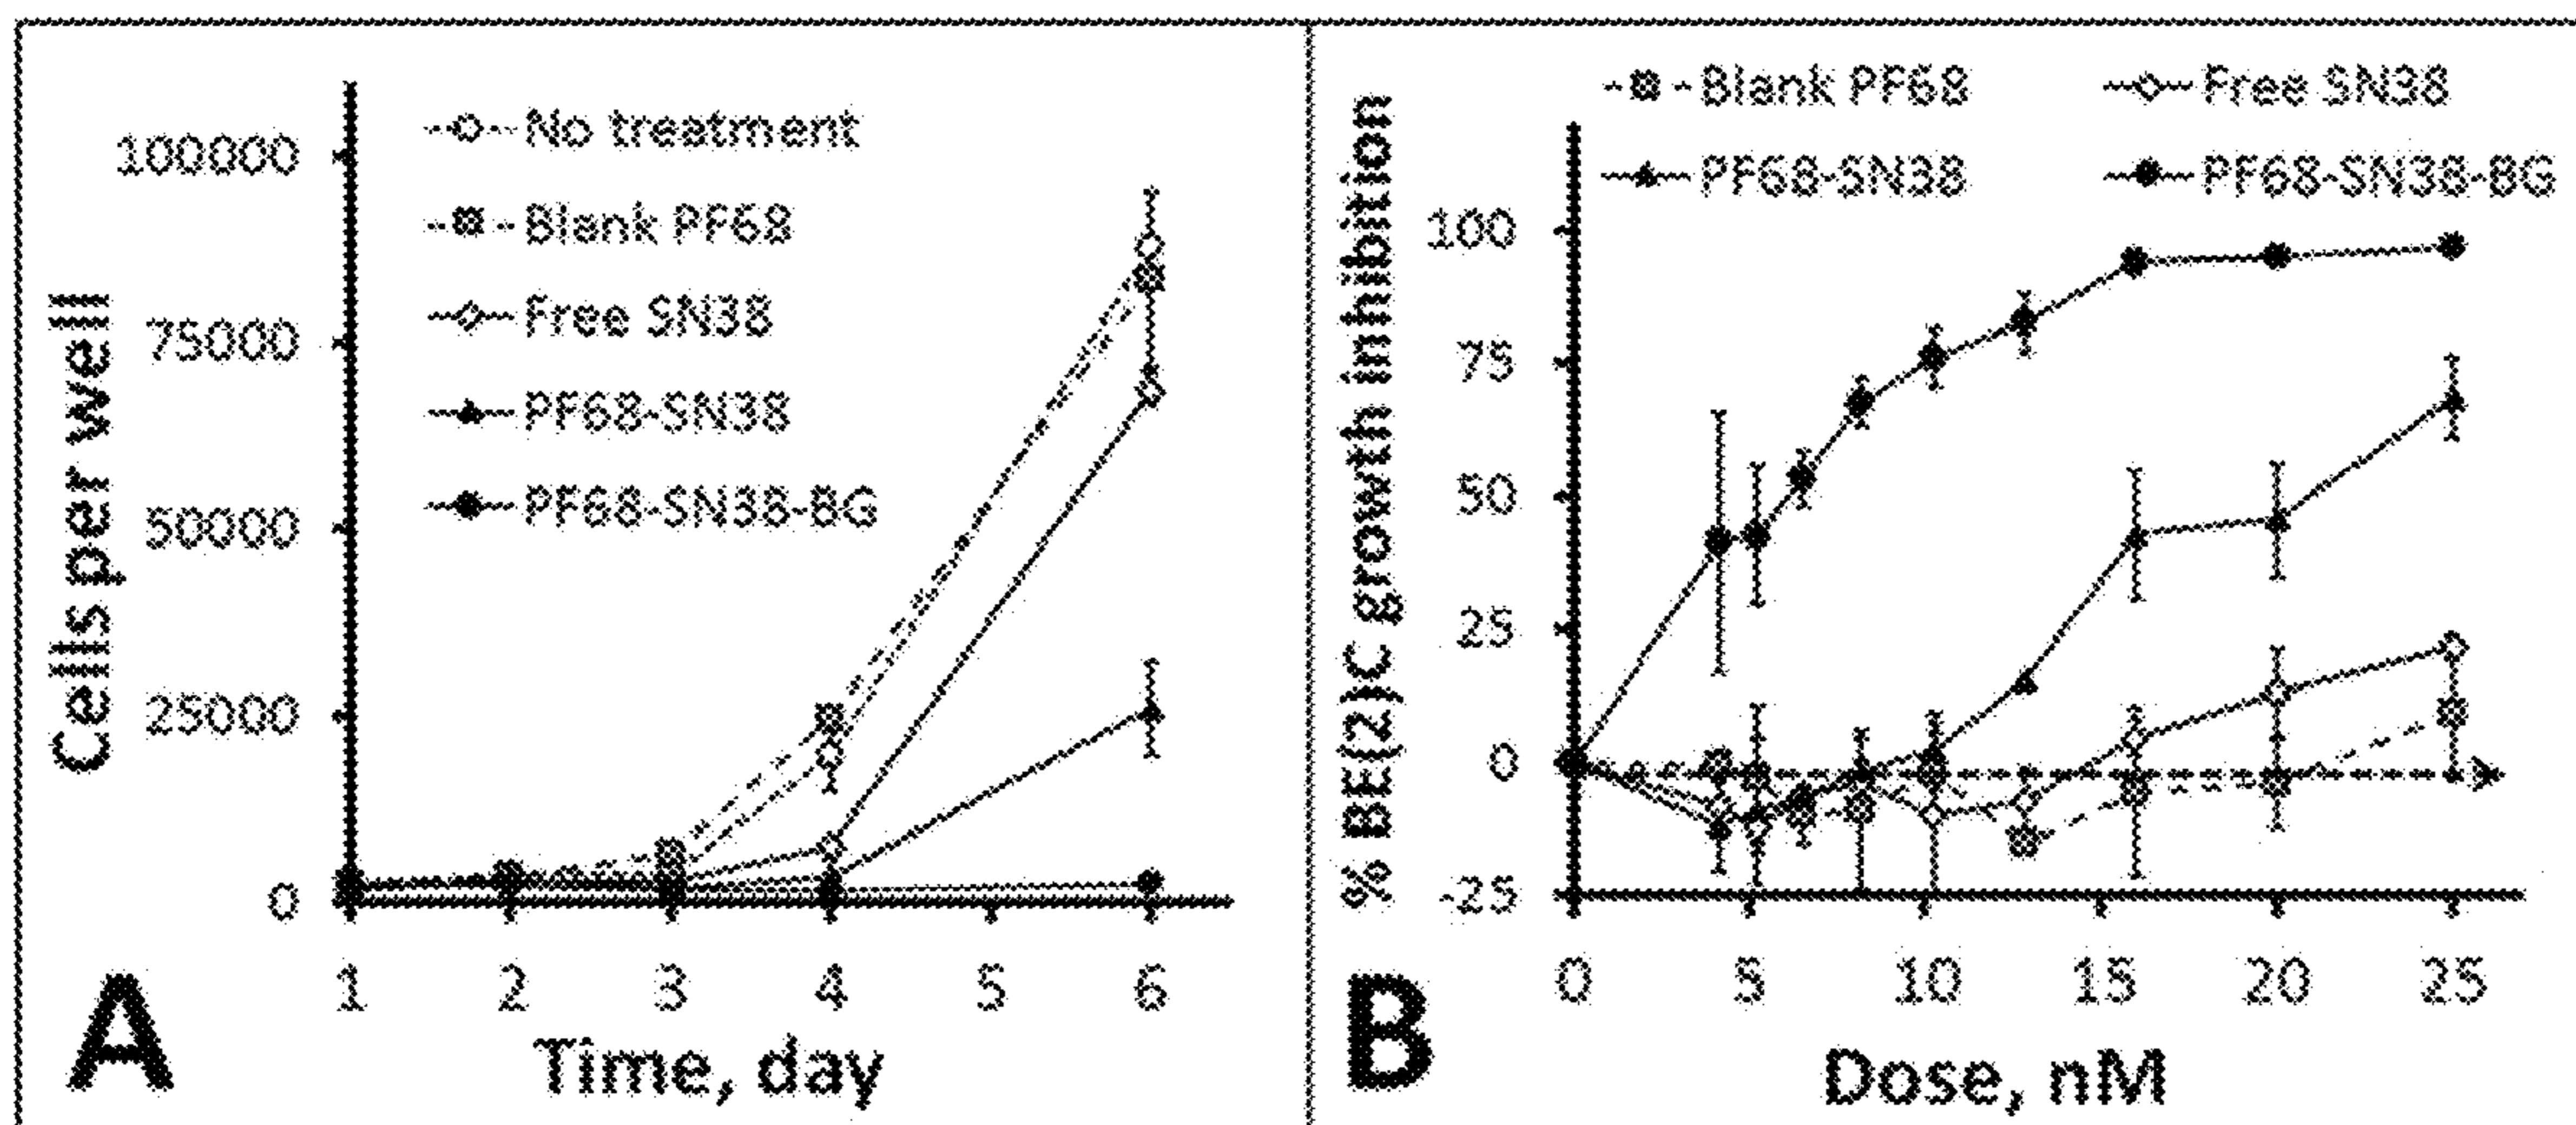 Cells per well
100000
75000
50000
25000
0
No treatment
Blank PF68
Free SN38
PF68-SN38
PF68-SN38-BG
1 2 3 4 5 6
Time, day
A
Blank PF68 Free SN38
PF68-SN38 PF68-SN38-BG
% BE(2)C growth inhibition
100
75
50
25
0
-25
0 5 10 15 20 25
Dose, nM
B